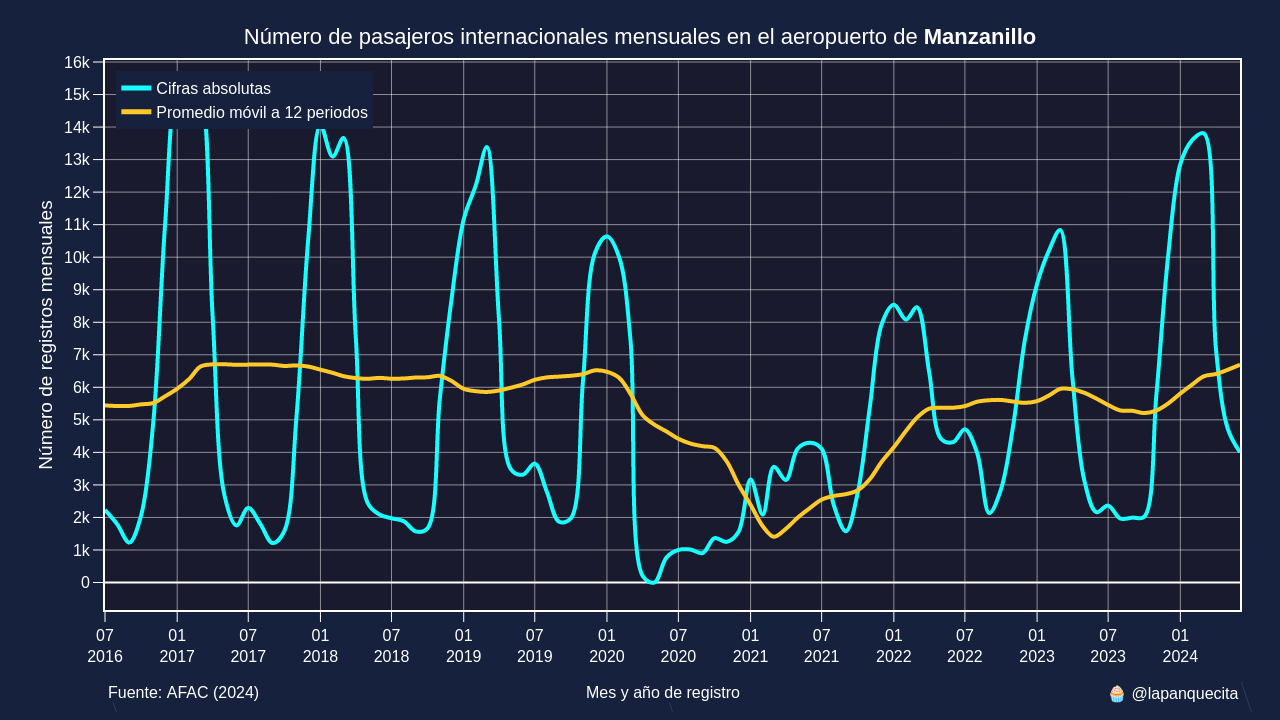 Número de pasajeros internacionales mensuales en el aeropuerto de Manzanillo
Cifras absolutas
Promedio móvil a 12 periodos
Número de registros mensuales
16k
15k
14k
13k
12k
11k
10k
9k
8k
7k
6k
5k
4k
3k
2k
1k
0
07 01 07 01 07 01 07 01 07 01 07 01 07 01 07 01
2016 2017 2017 2018 2018 2019 2019 2020 2020 2021 2021 2022 2022 2023 2023 2024
Fuente: AFAC (2024)
Mes y año de registro
🧁 @lapanquecita